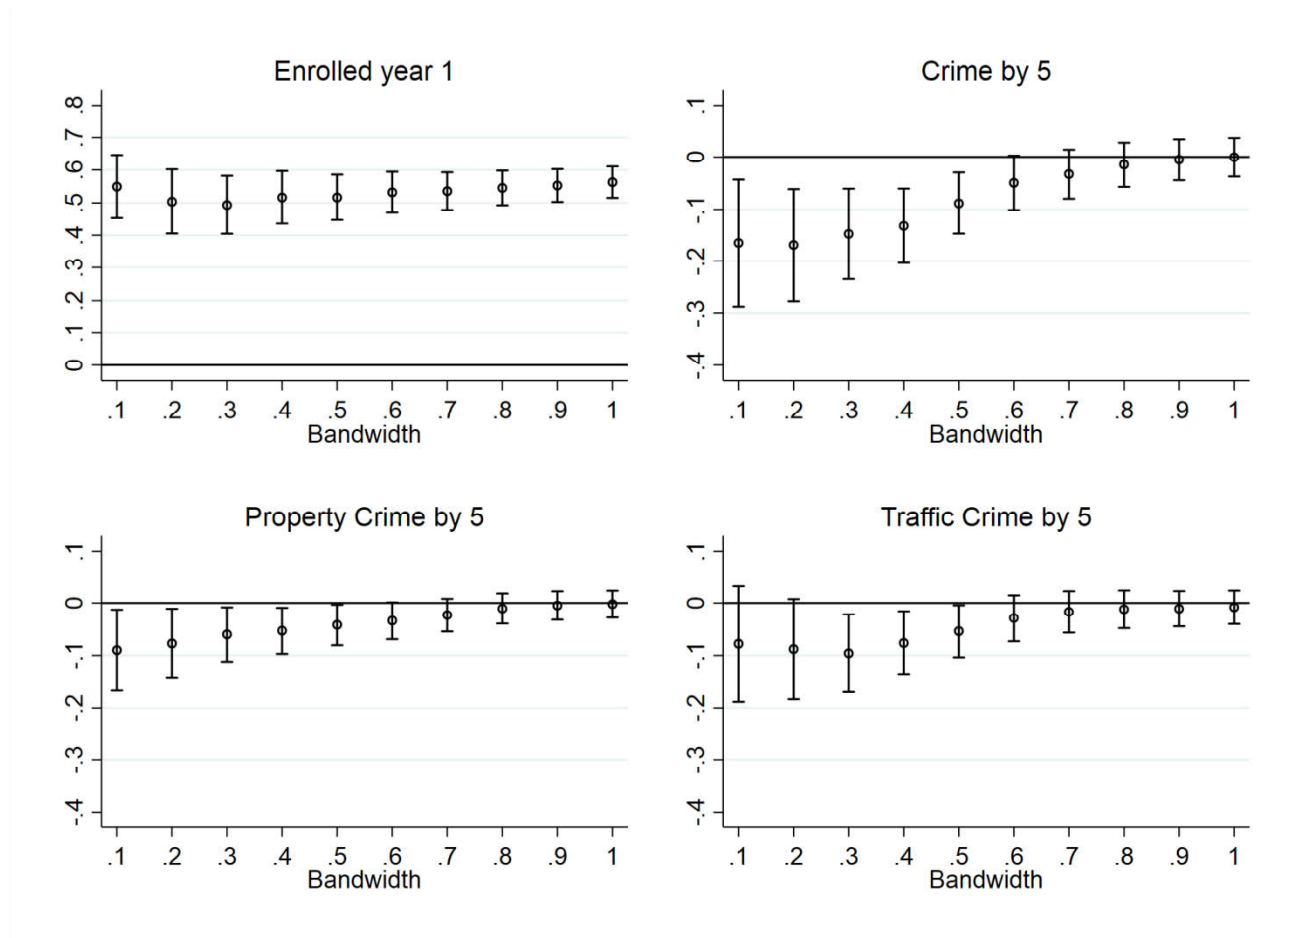 Enrolled year 1
.8
.7
.6
.5
.4
.3
.2
.1
0
.1 .2 .3 .4 .5 .6 .7 .8 .9 1
Bandwidth
Crime by 5
.1
0
-.1
-.2
-.3
-.4
.1 .2 .3 .4 .5 .6 .7 .8 .9 1
Bandwidth
Property Crime by 5
.1
0
-.1
-.2
-.3
-.4
.1 .2 .3 .4 .5 .6 .7 .8 .9 1
Bandwidth
Traffic Crime by 5
.1
0
-.1
-.2
-.3
-.4
.1 .2 .3 .4 .5 .6 .7 .8 .9 1
Bandwidth